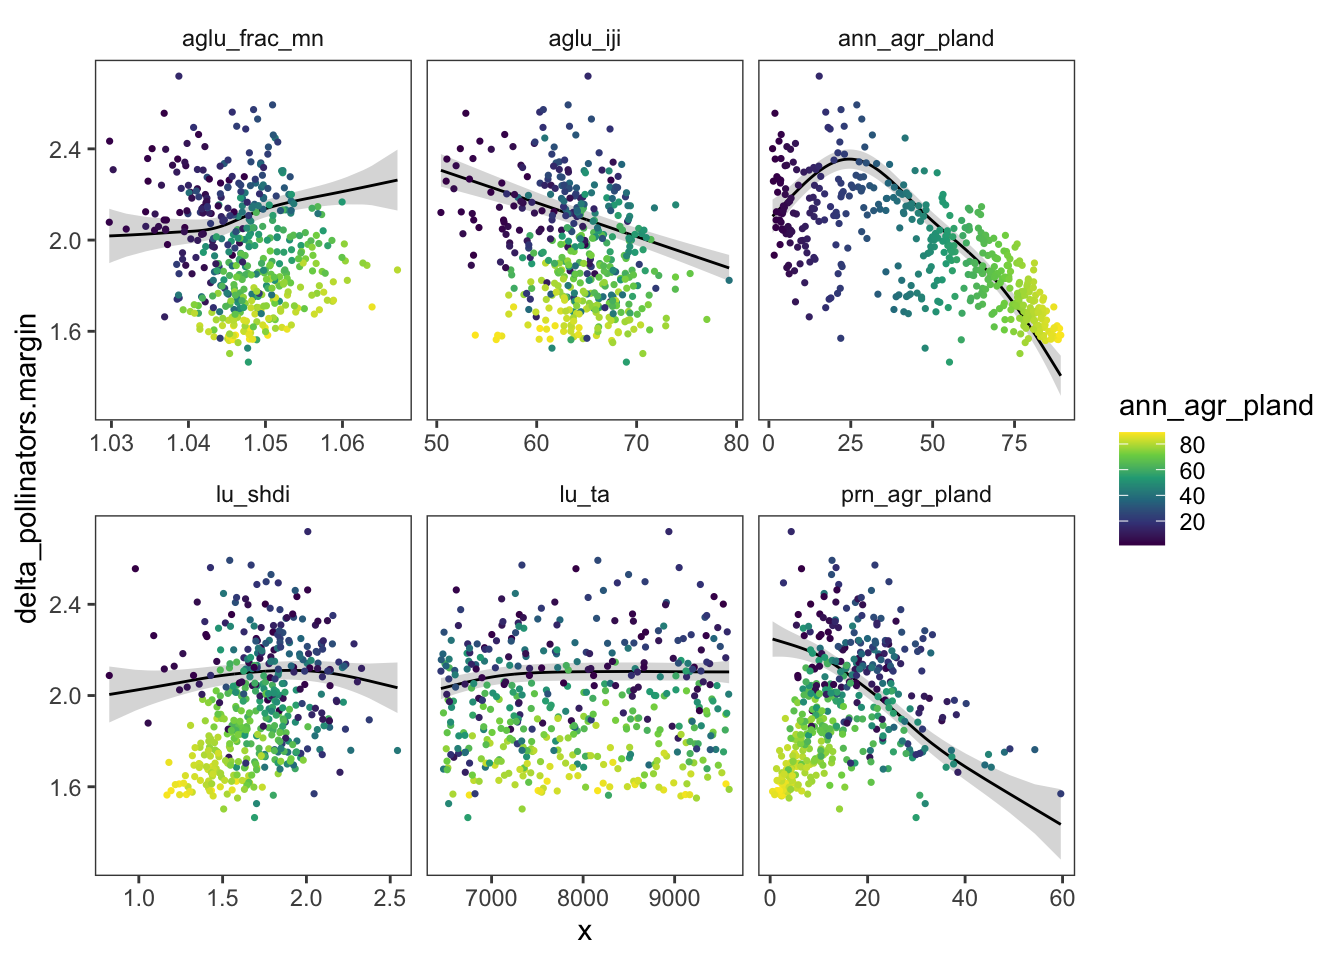 aglu_frac_mn aglu_iji ann_agr_pland
2.4
2.0
1.6
1.03 1.04 1.05 1.06 50 60 70 80 0 25 50 75
lu_shdi lu_ta prn_agr_pland
2.4
2.0
1.6
1.0 1.5 2.0 2.5 7000 8000 9000 0 20 40 60
x
delta_pollinators.margin
ann_agr_pland
80
60
40
20